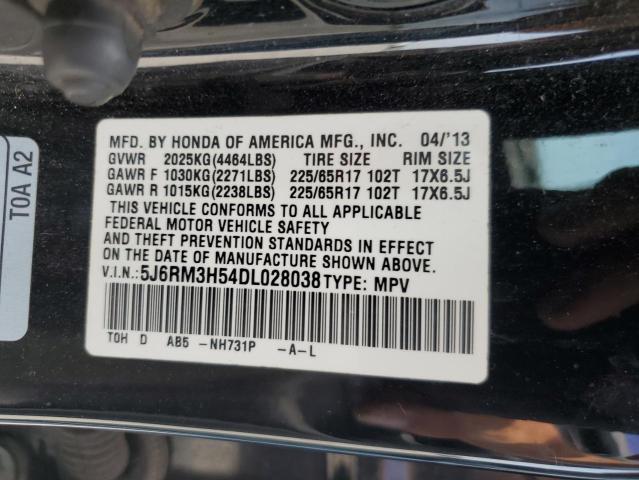 MFD. BY HONDA OF AMERICA MFG., INC. 04/'13
GVWR 2025KG(4464LBS) TIRE SIZE RIM SIZE
GAWR F 1030KG(2271LBS) 225/65R17 102T 17X6.5J
GAWR R 1015KG(2238LBS) 225/65R17 102T 17X6.5J
THIS VEHICLE CONFORMS TO ALL APPLICABLE
FEDERAL MOTOR VEHICLE SAFETY
AND THEFT PREVENTION STANDARDS IN EFFECT
ON THE DATE OF MANUFACTURE SHOWN ABOVE.
V.I.N.:5J6RM3H54DL028038 TYPE: MPV
TOH D AB5 -NH731P -A-L
TOA A2